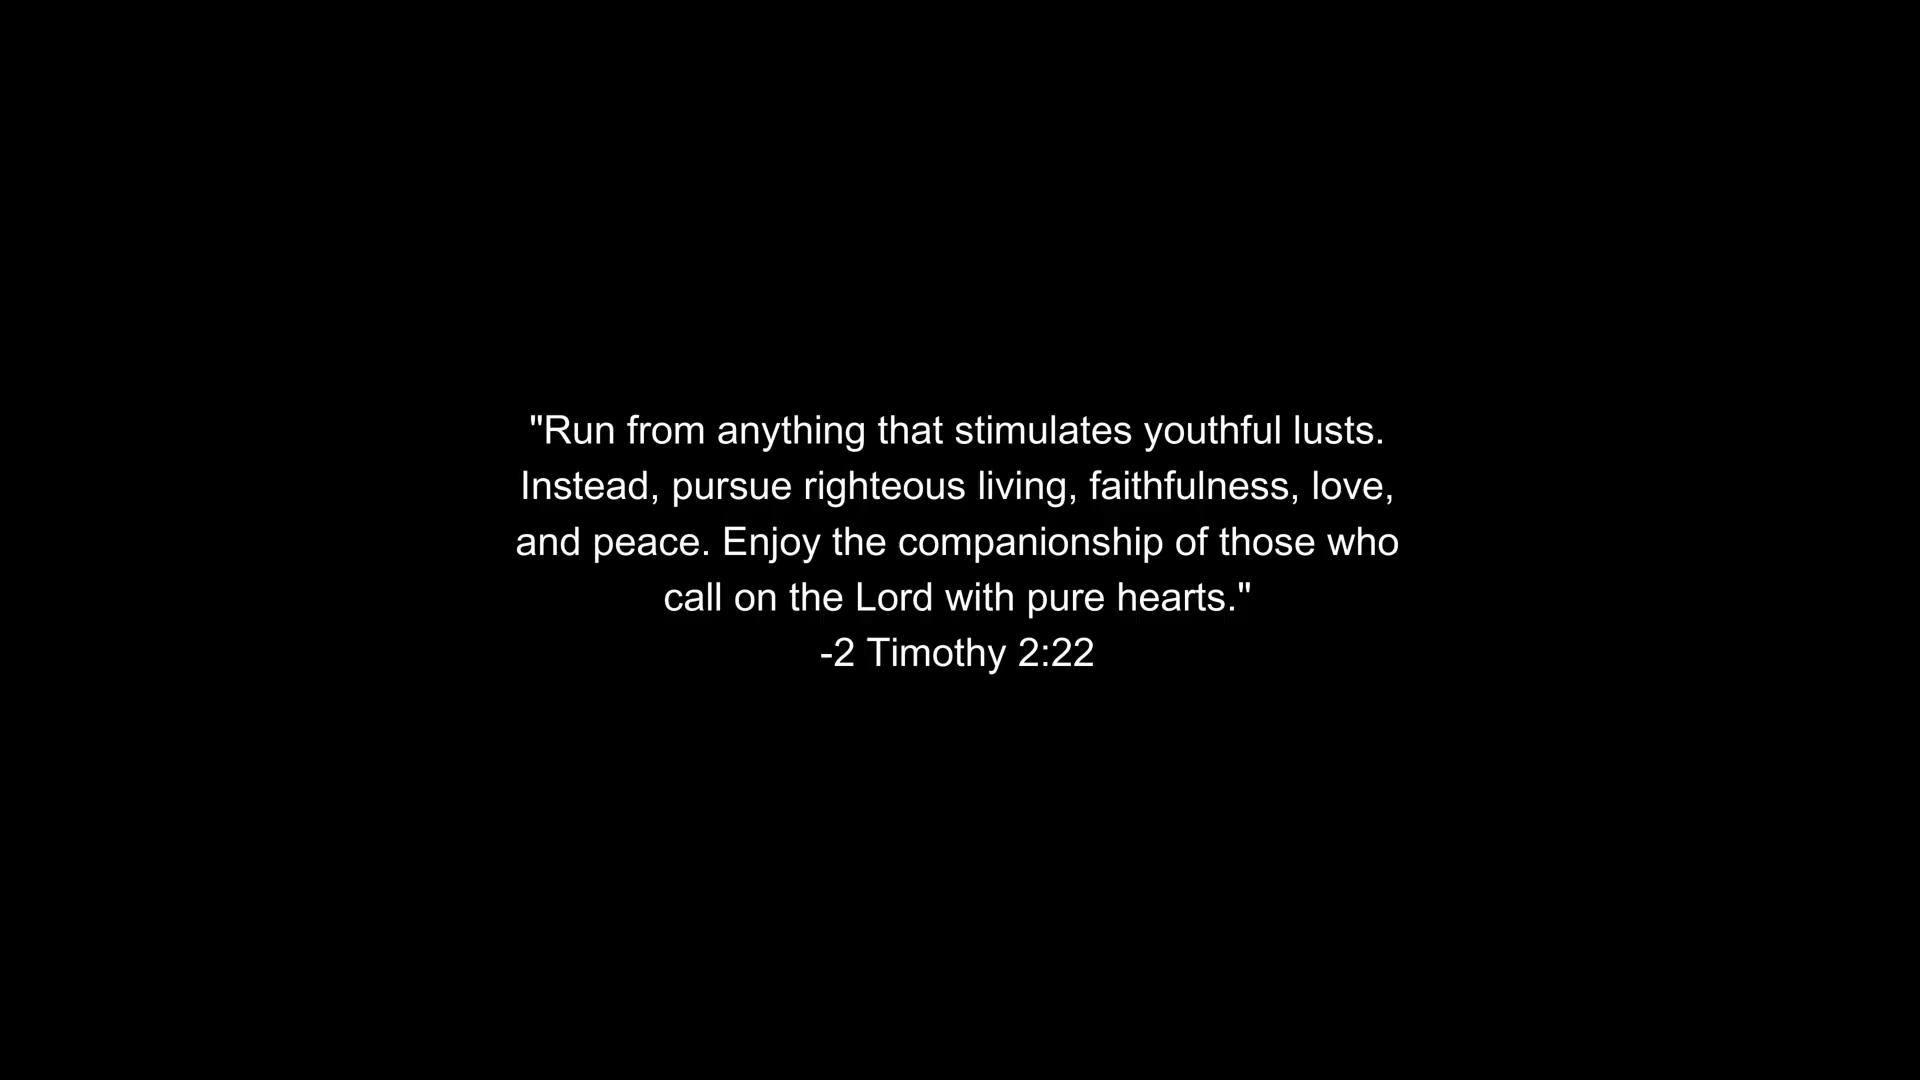 "Run from anything that stimulates youthful lusts.
Instead, pursue righteous living, faithfulness, love,
and peace. Enjoy the companionship of those who
call on the Lord with pure hearts."
-2 Timothy 2:22